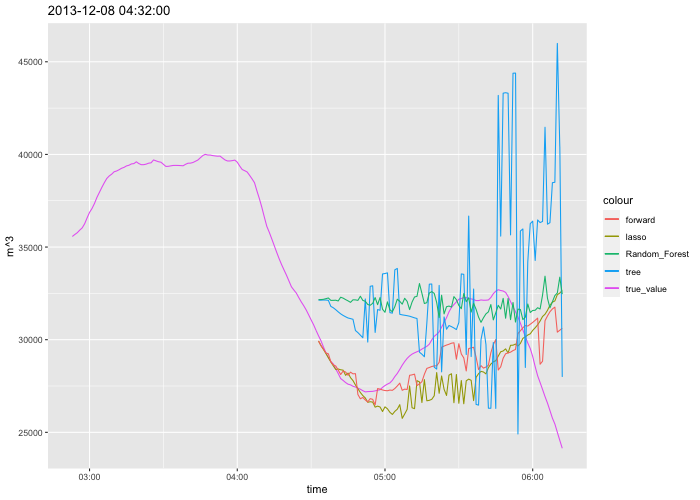 2013-12-08 04:32:00
45000
40000
35000
30000
25000
m^3
03:00
04:00
05:00
06:00
time
colour
forward
lasso
Random_Forest
tree
true_value